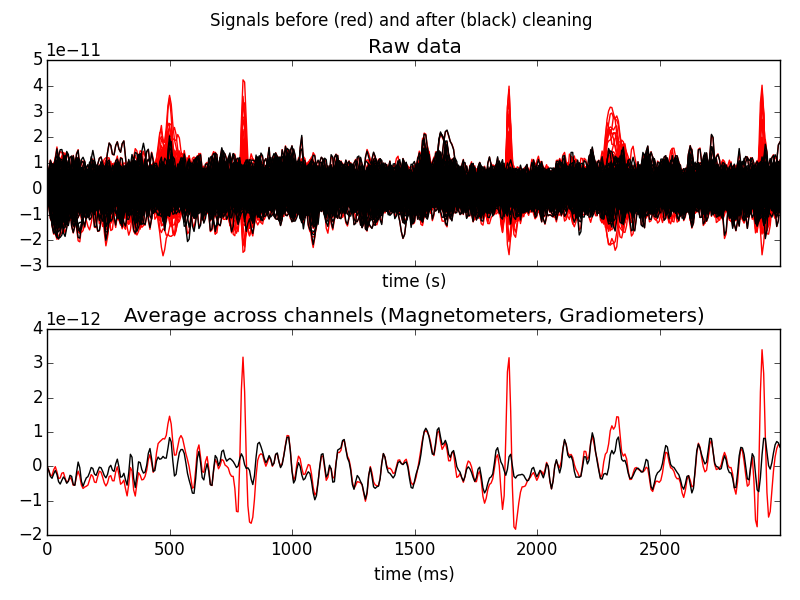 Signals before (red) and after (black) cleaning
Raw data
1e−11
5
4
3
2
1
0
−1
−2
−3
time (s)
Average across channels (Magnetometers, Gradiometers)
1e−12
4
3
2
1
0
−1
−2
0 500 1000 1500 2000 2500
time (ms)